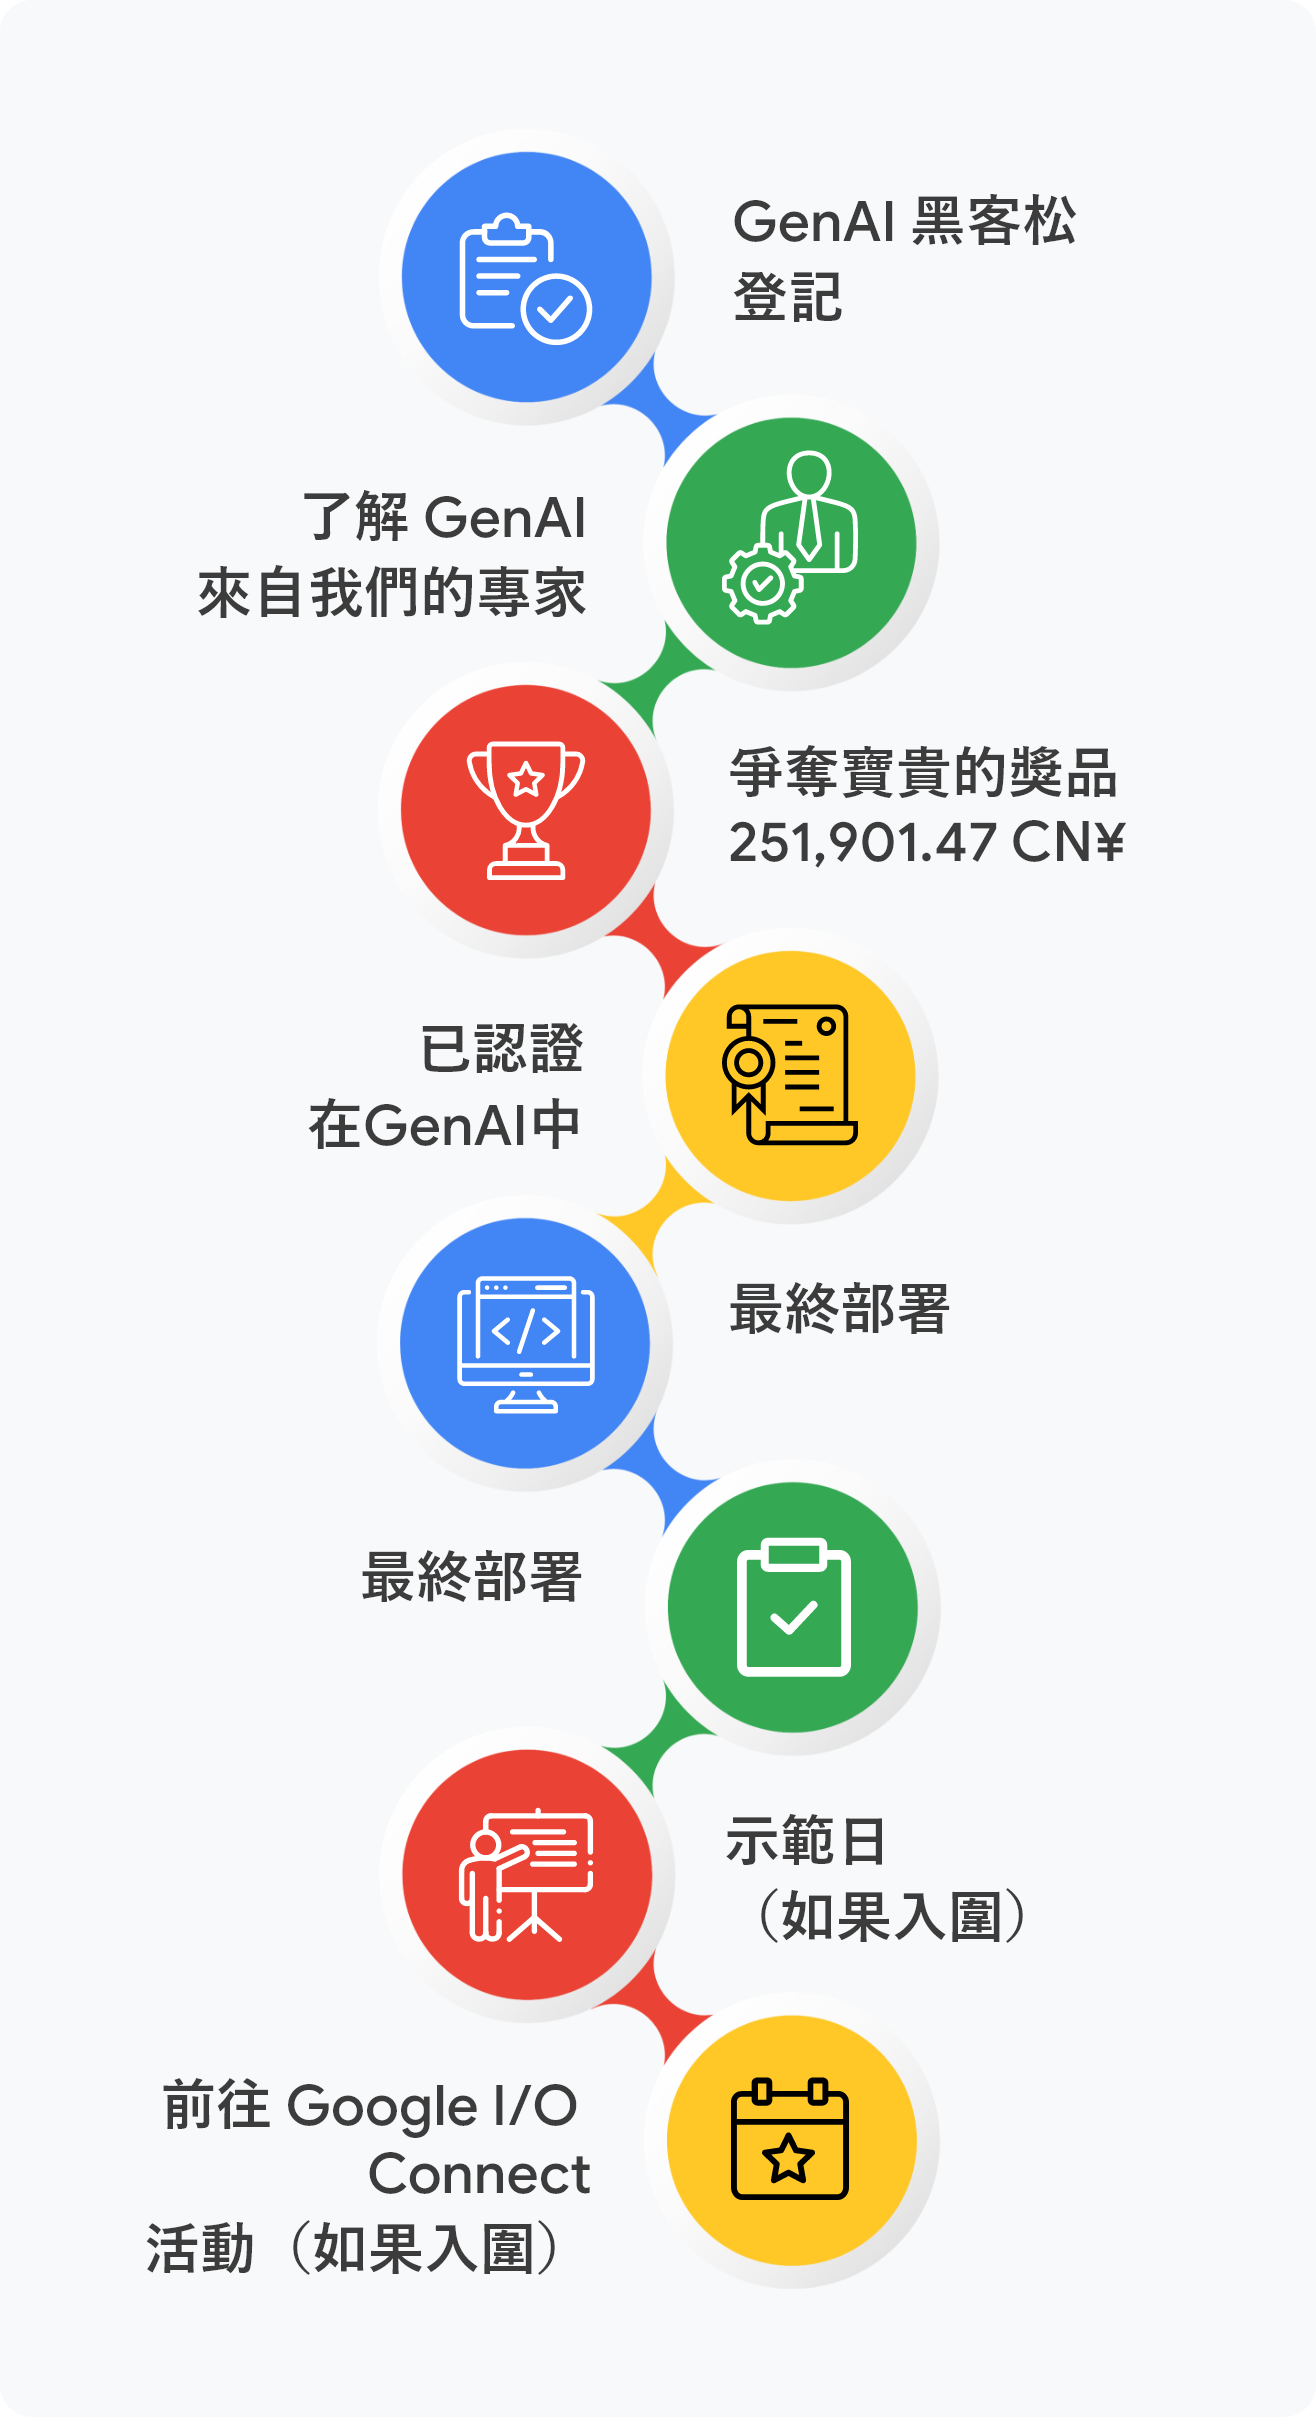 GenAI 黑客松
登記
了解 GenAI
來自我們的專家
爭奪寶貴的獎品
251,901.47 CN¥
已認證
在GenAI中
最終部署
最終部署
示範日
（如果入圍）
前往 Google I/O
Connect
活動（如果入圍）